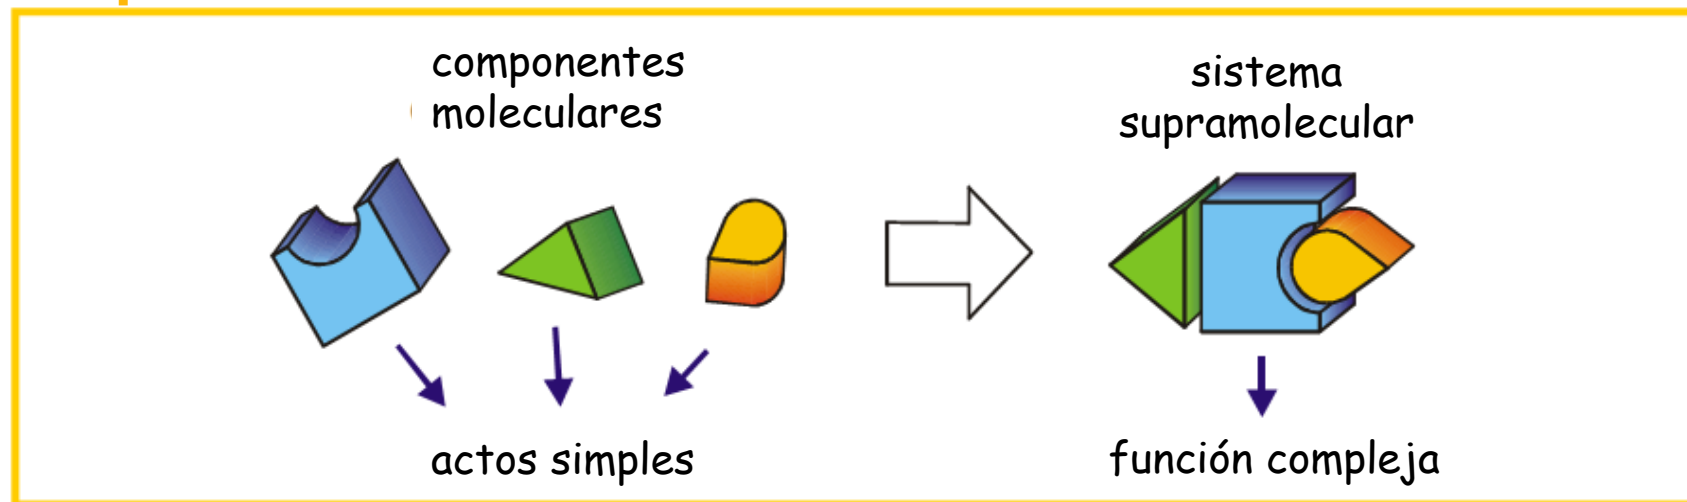 componentes
moleculares
sistema
supramolecular
actos simples
función compleja